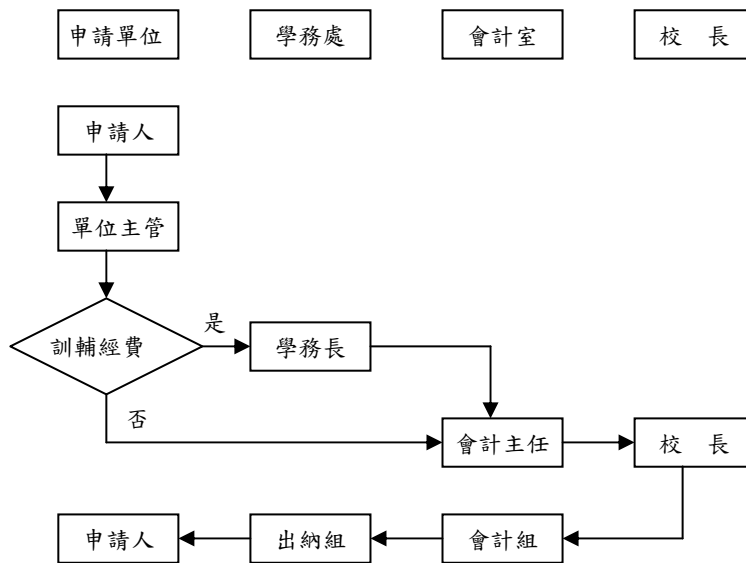 申請單位
學務處
會計室
校 長
申請人
單位主管
訓輔經費
是
學務長
否
會計主任
校 長
申請人
出納組
會計組